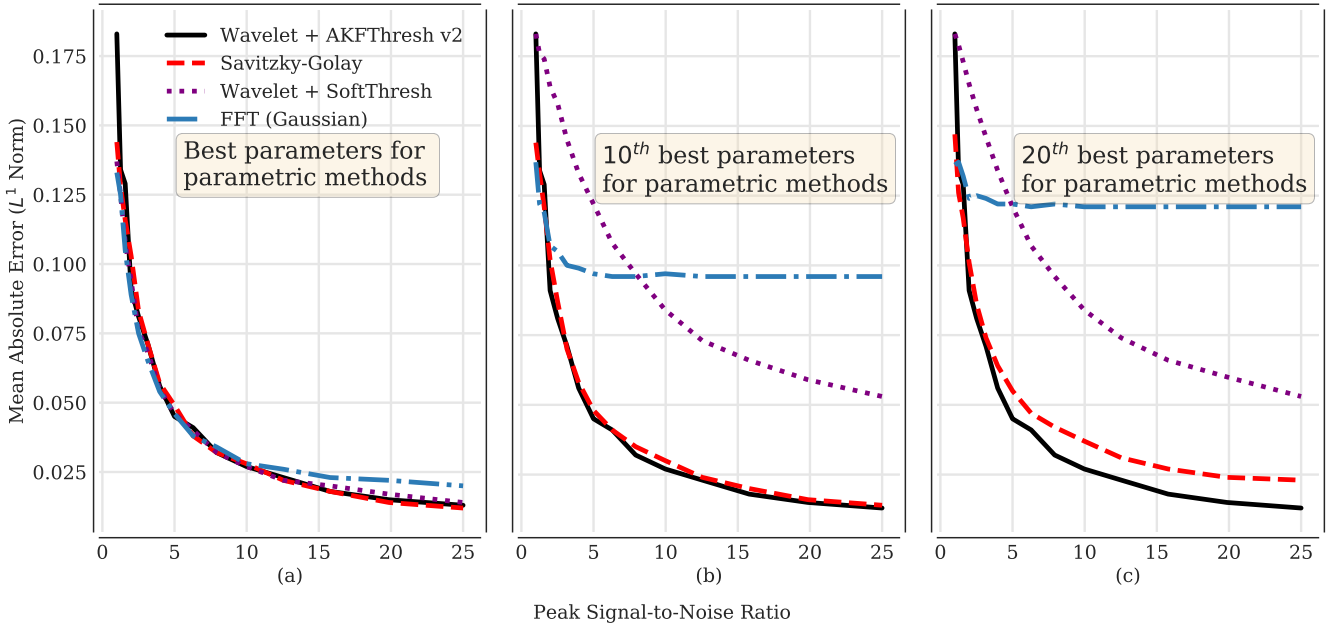 Mean Absolute Error (L¹ Norm)
0.175
0.150
0.125
0.100
0.075
0.050
0.025
Wavelet + AKFThresh v2
Savitzky-Golay
Wavelet + SoftThresh
FFT (Gaussian)
Best parameters for
parametric methods
0 5 10 15 20 25
(a)
10ᵗʰ best parameters
for parametric methods
0 5 10 15 20 25
(b)
20ᵗʰ best parameters
for parametric methods
0 5 10 15 20 25
(c)
Peak Signal-to-Noise Ratio